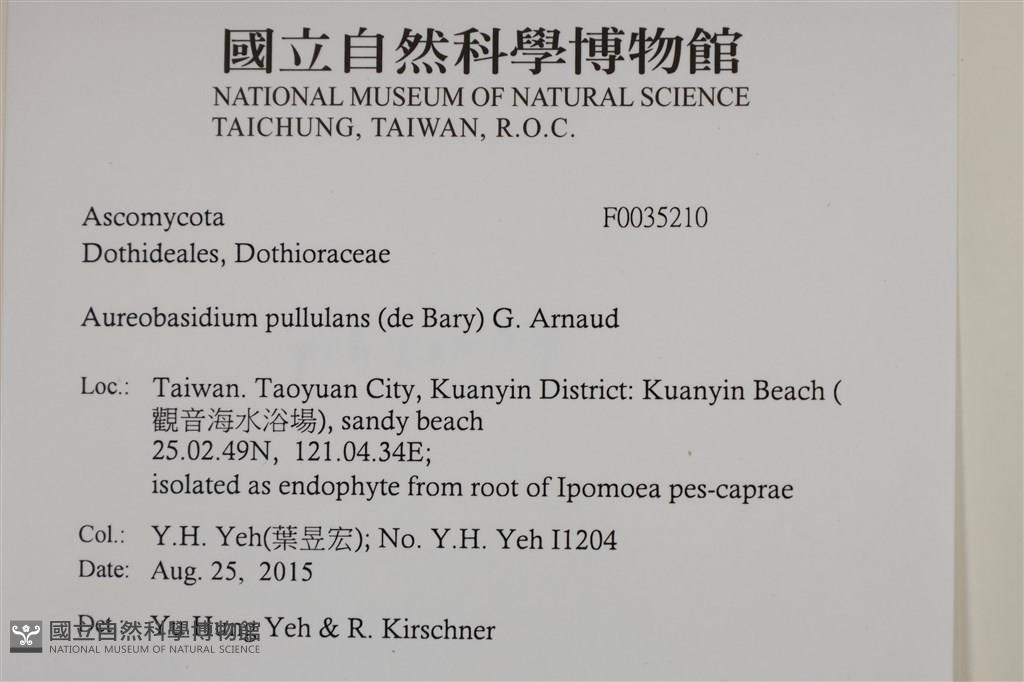 國立自然科學博物館
NATIONAL MUSEUM OF NATURAL SCIENCE
TAICHUNG, TAIWAN, R.O.C.
Ascomycota F0035210
Dothideales, Dothioraceae
Aureobasidium pullulans (de Bary) G. Arnaud
Loc.: Taiwan. Taoyuan City, Kuanyin District: Kuanyin Beach (
觀音海水浴場), sandy beach
25.02.49N, 121.04.34E;
isolated as endophyte from root of Ipomoea pes-caprae
Col.: Y.H. Yeh(葉昱宏); No. Y.H. Yeh I1204
Date: Aug. 25, 2015
Det.: Yu Hung Yeh & R. Kirschner
國立自然科學博物館
NATIONAL MUSEUM OF NATURAL SCIENCE